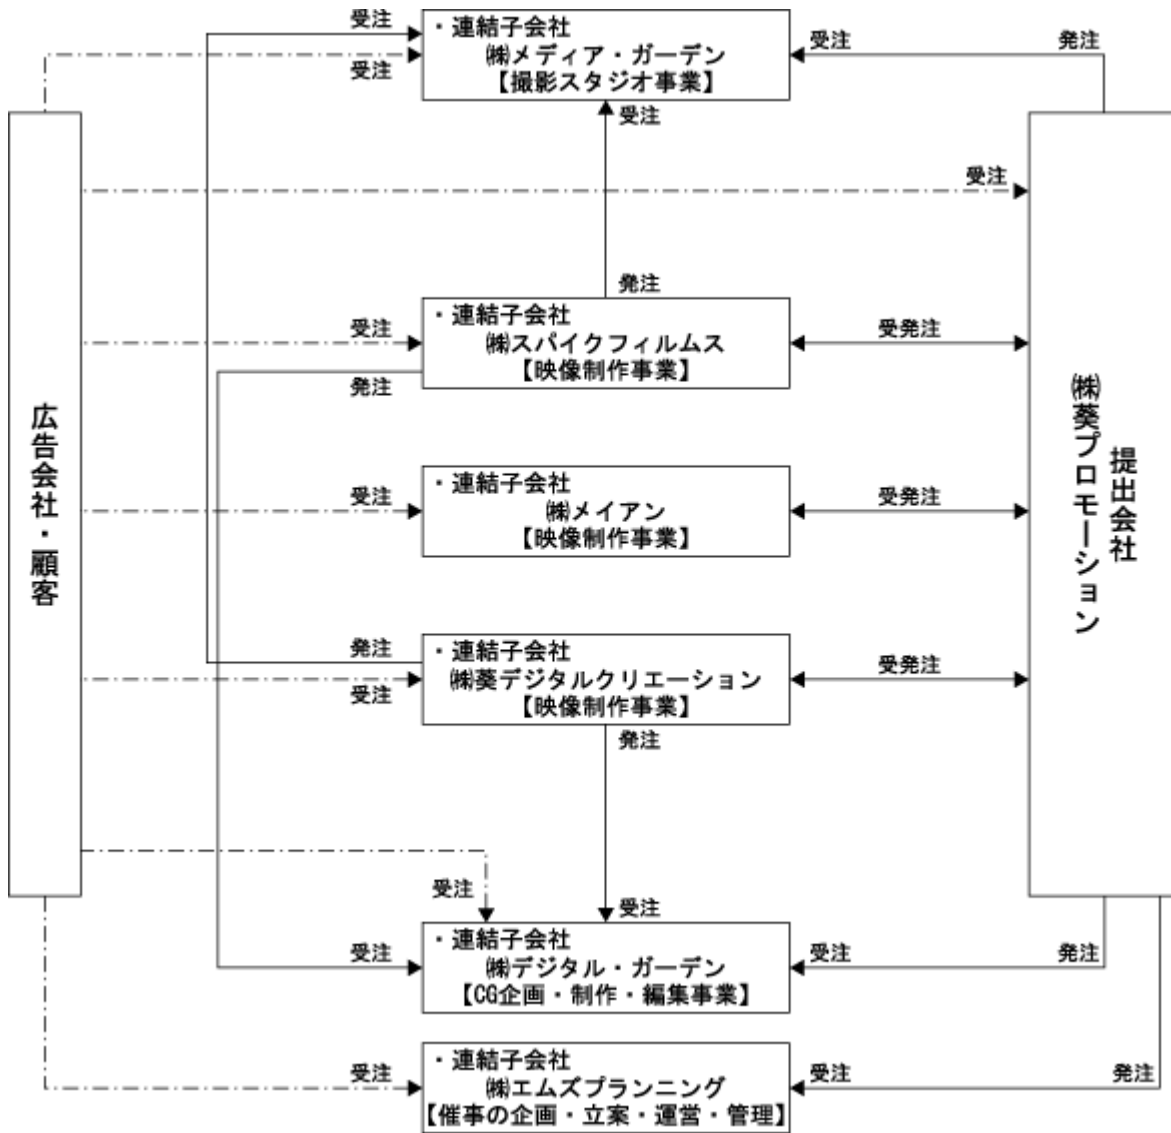 受注
・連結子会社
㈱メディア・ガーデン
【撮影スタジオ事業】
受注
受注
発注
受注
受注
発注
・連結子会社
㈱スパイクフィルムス
【映像制作事業】
受注
発注
受発注
広告会社・顧客
提出会社
㈱葵プロモーション
・連結子会社
㈱メイアン
【映像制作事業】
受注
受発注
発注
・連結子会社
㈱葵デジタルクリエーション
【映像制作事業】
受注
受発注
発注
受注
受注
・連結子会社
㈱デジタル・ガーデン
【CG企画・制作・編集事業】
受注
受注
発注
・連結子会社
㈱エムズプランニング
【催事の企画・立案・運営・管理】
受注
受注
発注